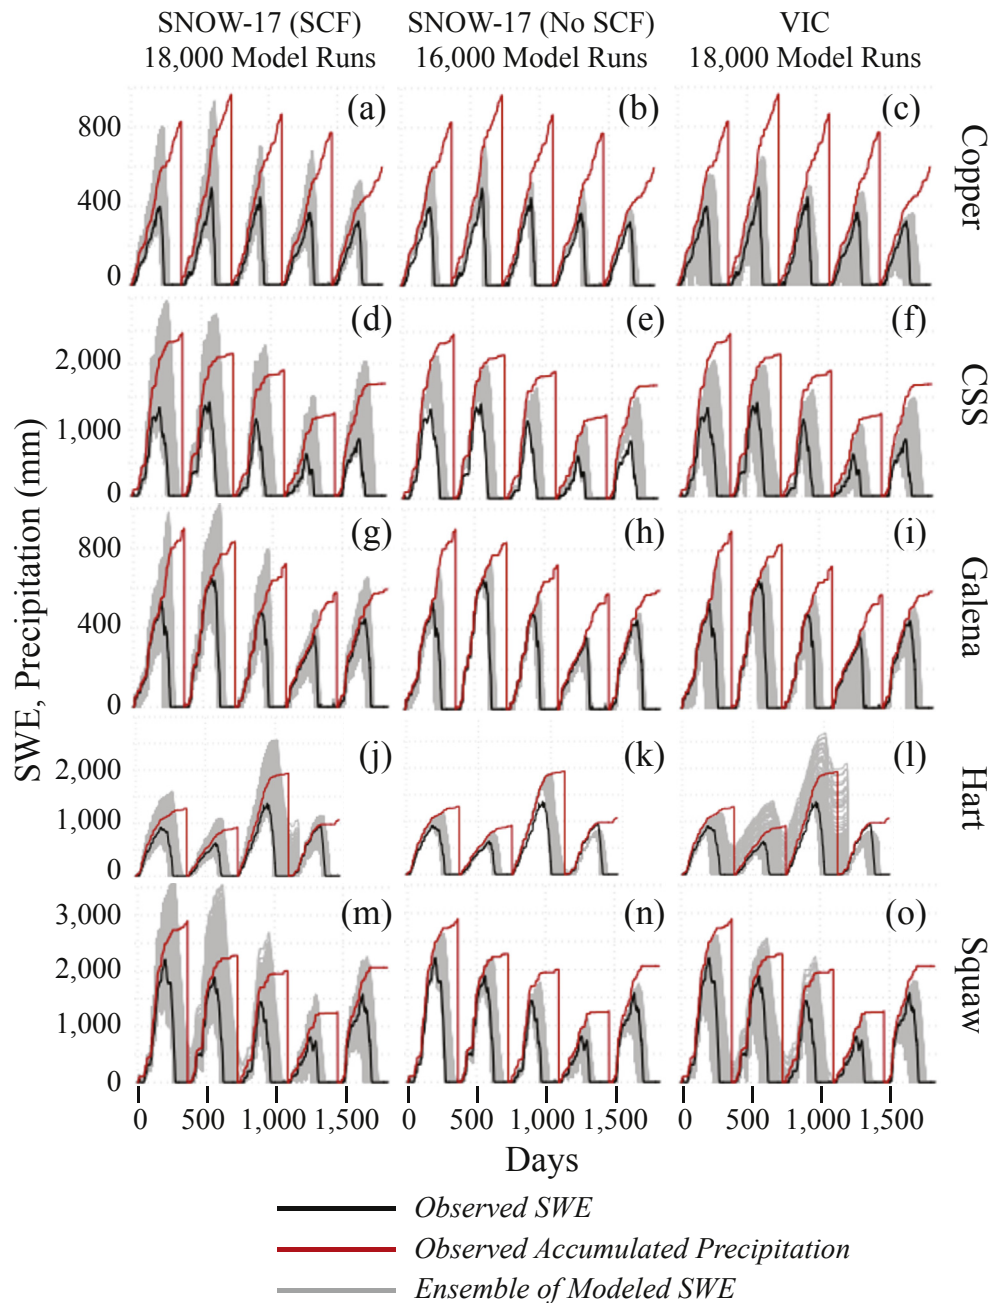 SNOW-17 (SCF)
18,000 Model Runs
SNOW-17 (No SCF)
16,000 Model Runs
VIC
18,000 Model Runs
SWE, Precipitation (mm)
800
400
0
(a)
(b)
(c)
Copper
2,000
1,000
0
(d)
(e)
(f)
CSS
800
400
0
(g)
(h)
(i)
Galena
2,000
1,000
0
(j)
(k)
(l)
Hart
3,000
2,000
1,000
0
(m)
(n)
(o)
Squaw
0 500 1,000 1,500
0 500 1,000 1,500
0 500 1,000 1,500
Days
Observed SWE
Observed Accumulated Precipitation
Ensemble of Modeled SWE